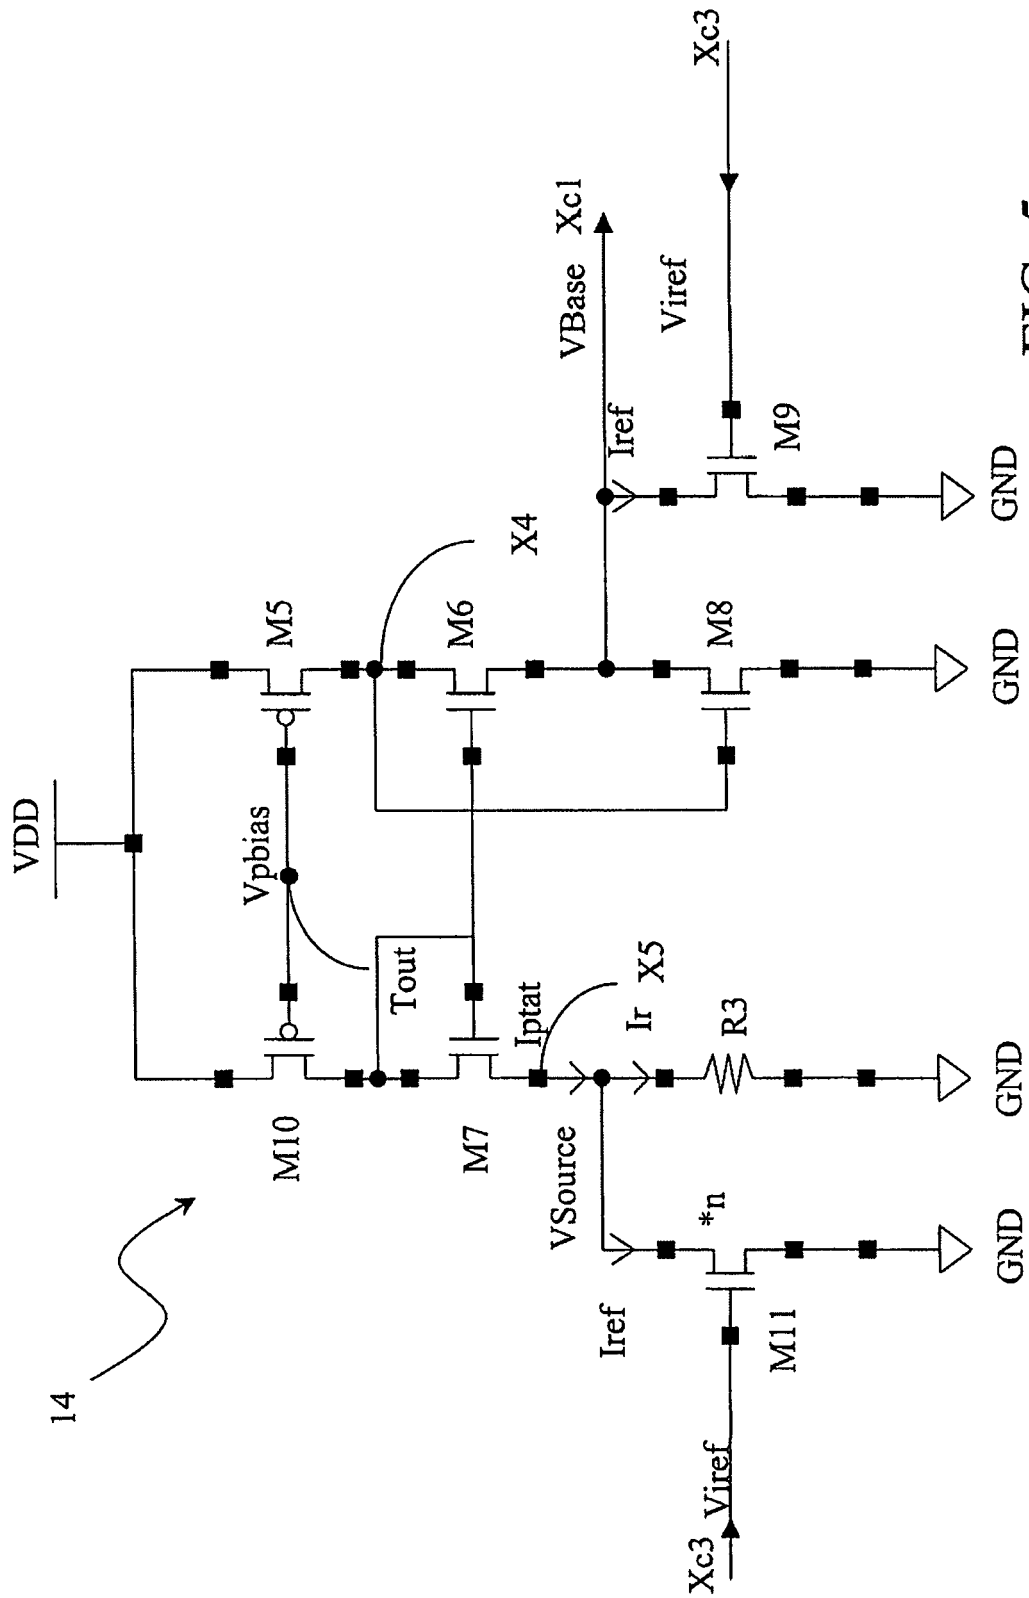 14
VDD
Vpbias
M10
M5
Tout
X4
M7
M6
Iptat
X5
VSource
Ir
VBase
Xc1
Iref
Iref
Viref
Xc3
*n
R3
M8
M9
Xc3
Viref
M11
GND
GND
GND
GND